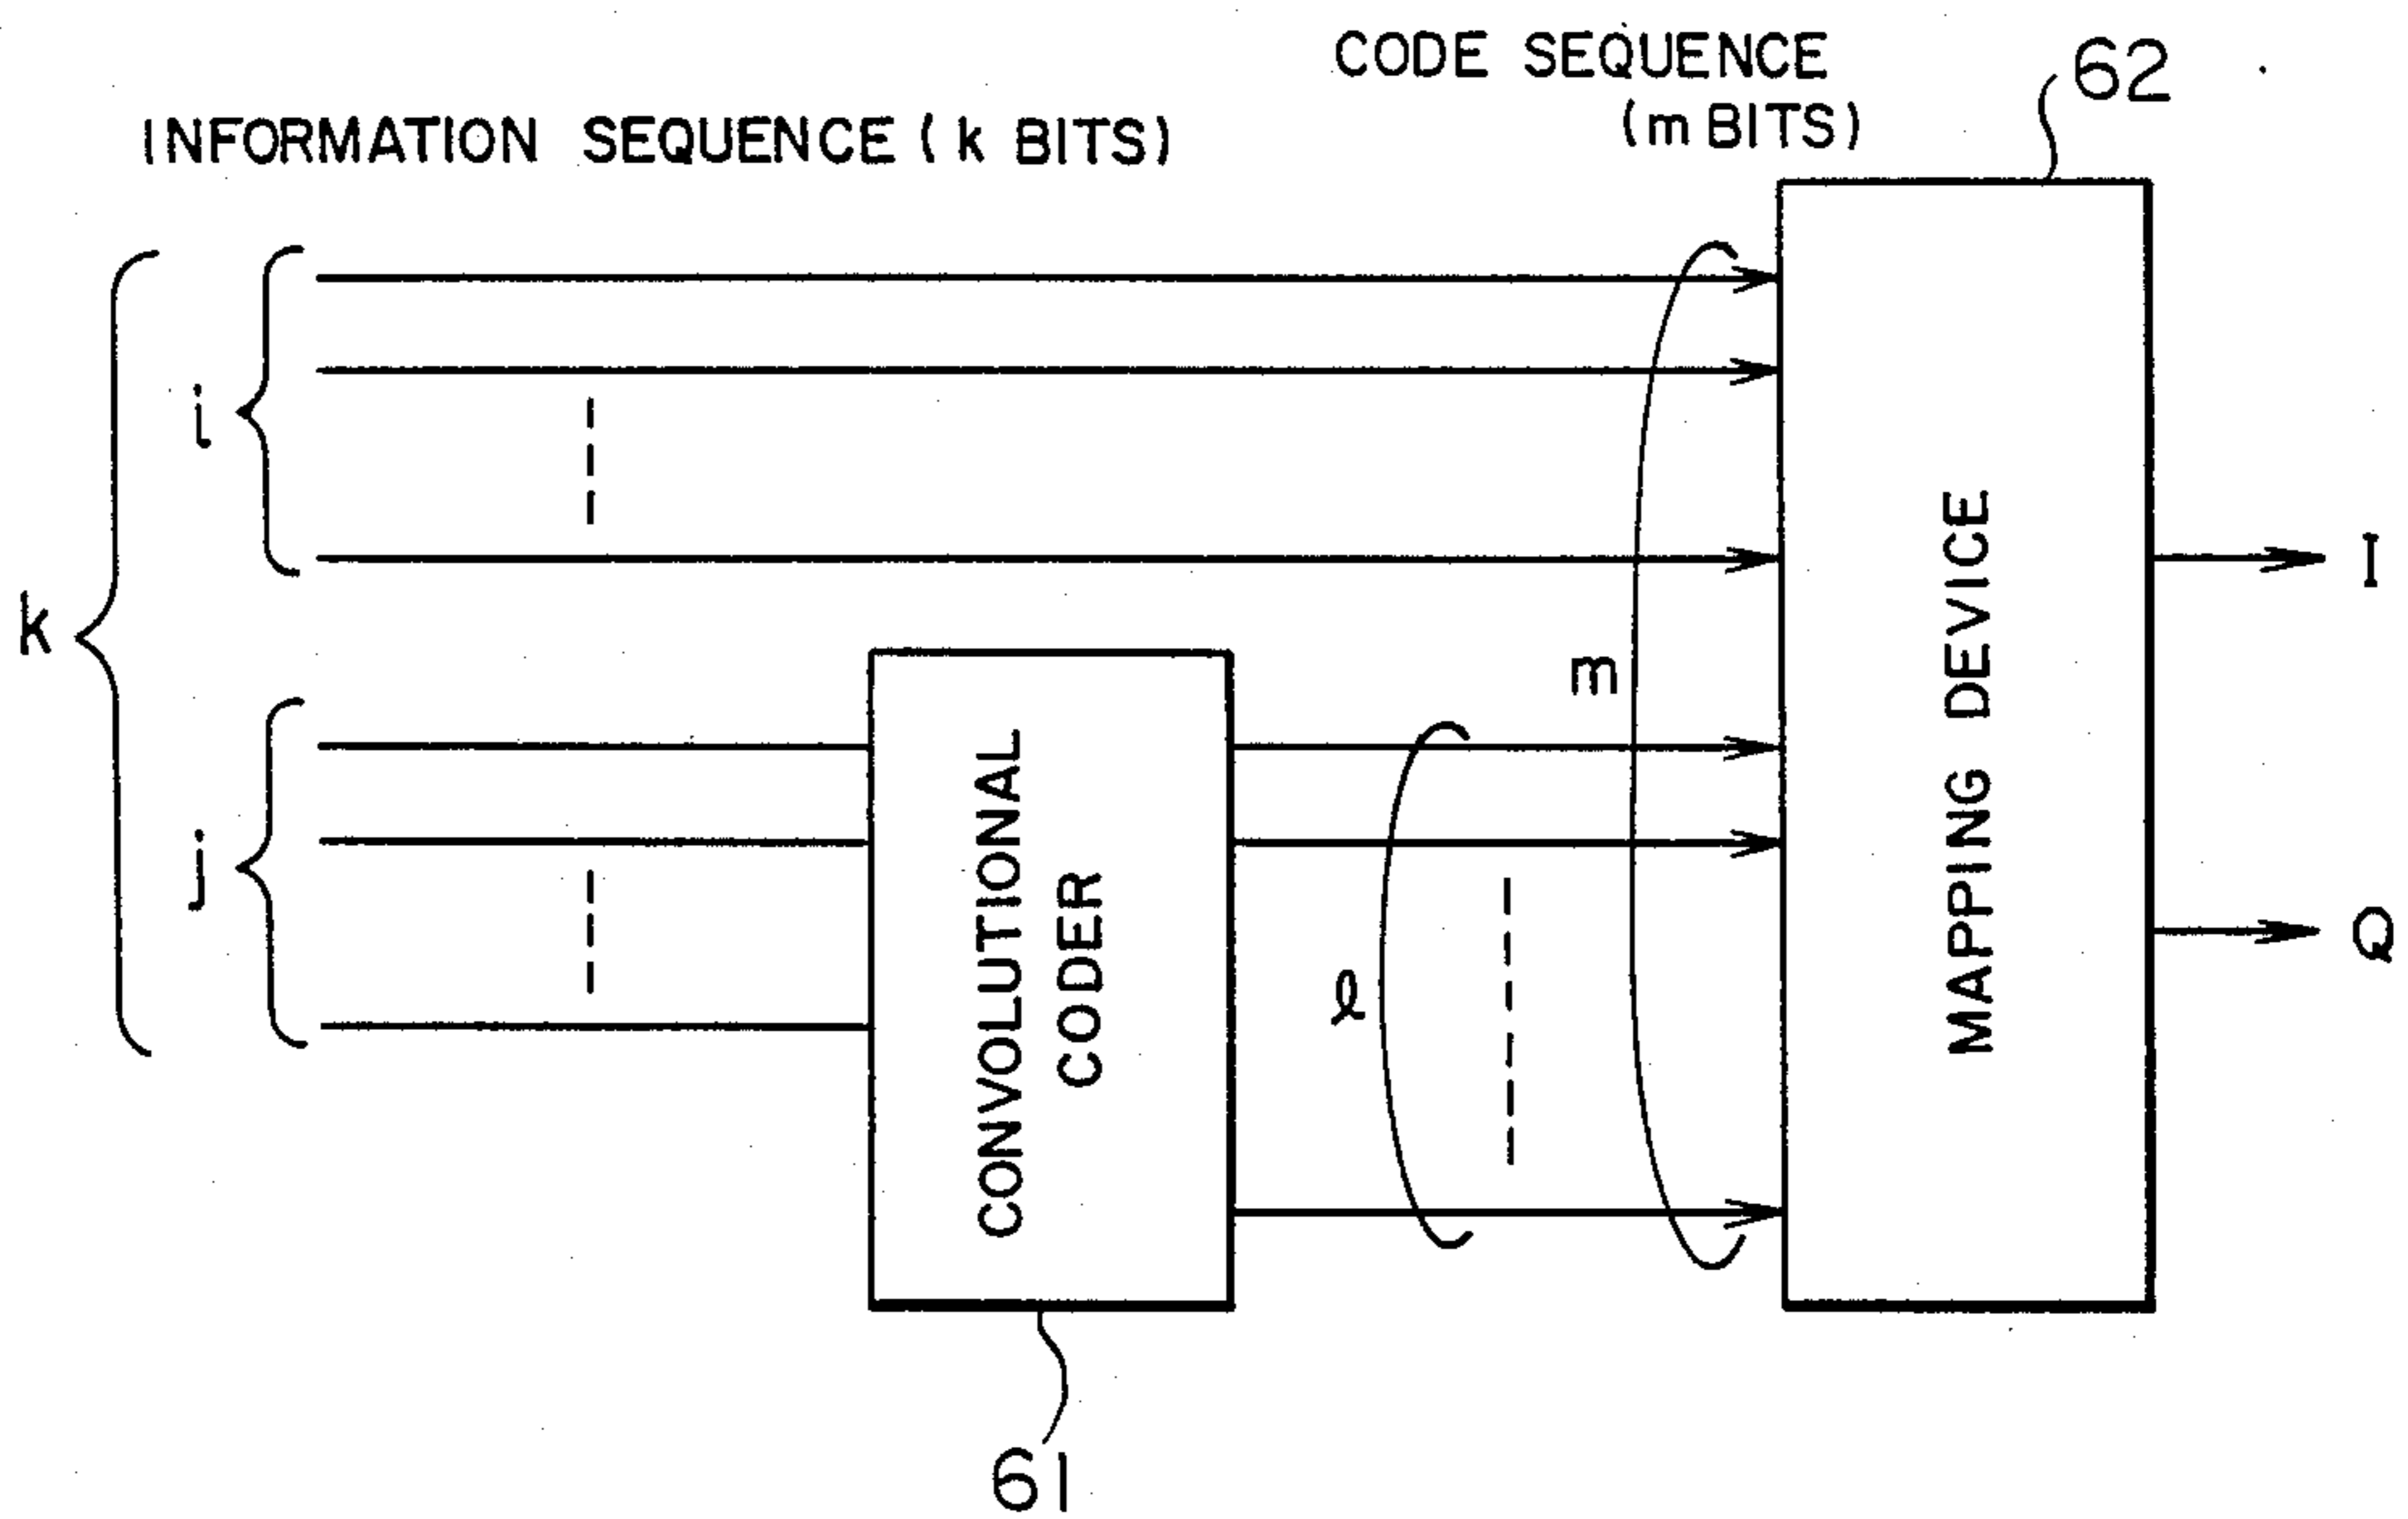 CODE SEQUENCE
(m BITS)
62
INFORMATION SEQUENCE (k BITS)
i
k
j
CONVOLUTIONAL
CODER
61
ℓ
m
MAPPING DEVICE
I
Q